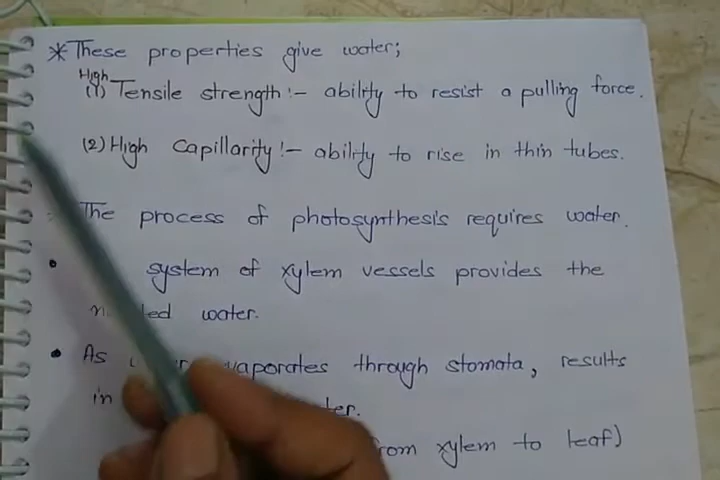 * These properties give water;
High
(1) Tensile strength :- ability to resist a pulling force.
(2) High Capillarity :- ability to rise in thin tubes.
The process of photosynthesis requires water.
• system of xylem vessels provides the
water.
• As evaporates through stomata, results
in
from xylem to leaf)